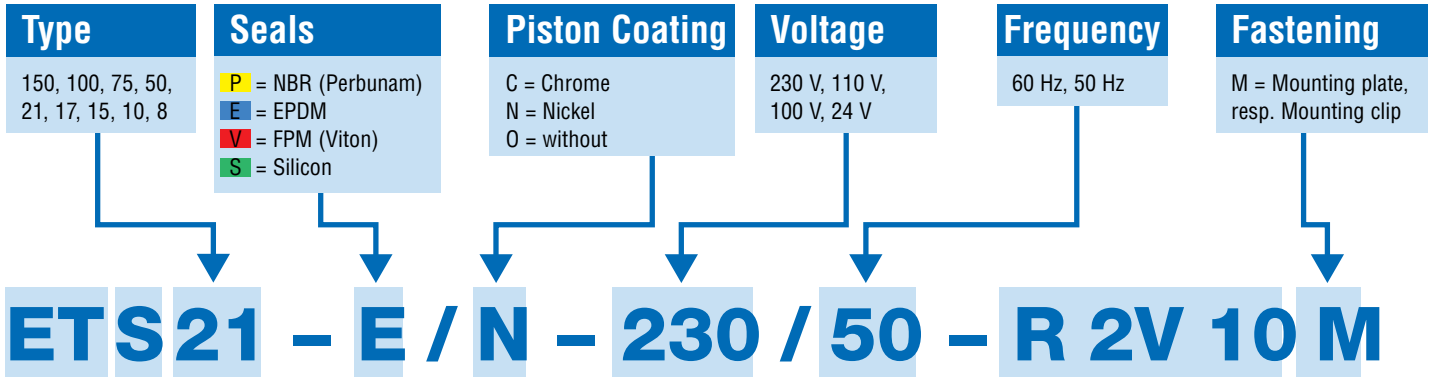 Type
150, 100, 75, 50,
21, 17, 15, 10, 8
Seals
P = NBR (Perbunam)
E = EPDM
V = FPM (Viton)
S = Silicon
Piston Coating
C = Chrome
N = Nickel
O = without
Voltage
230 V, 110 V,
100 V, 24 V
Frequency
60 Hz, 50 Hz
Fastening
M = Mounting plate,
resp. Mounting clip
ETS21 – E / N – 230 / 50 – R 2V 10 M